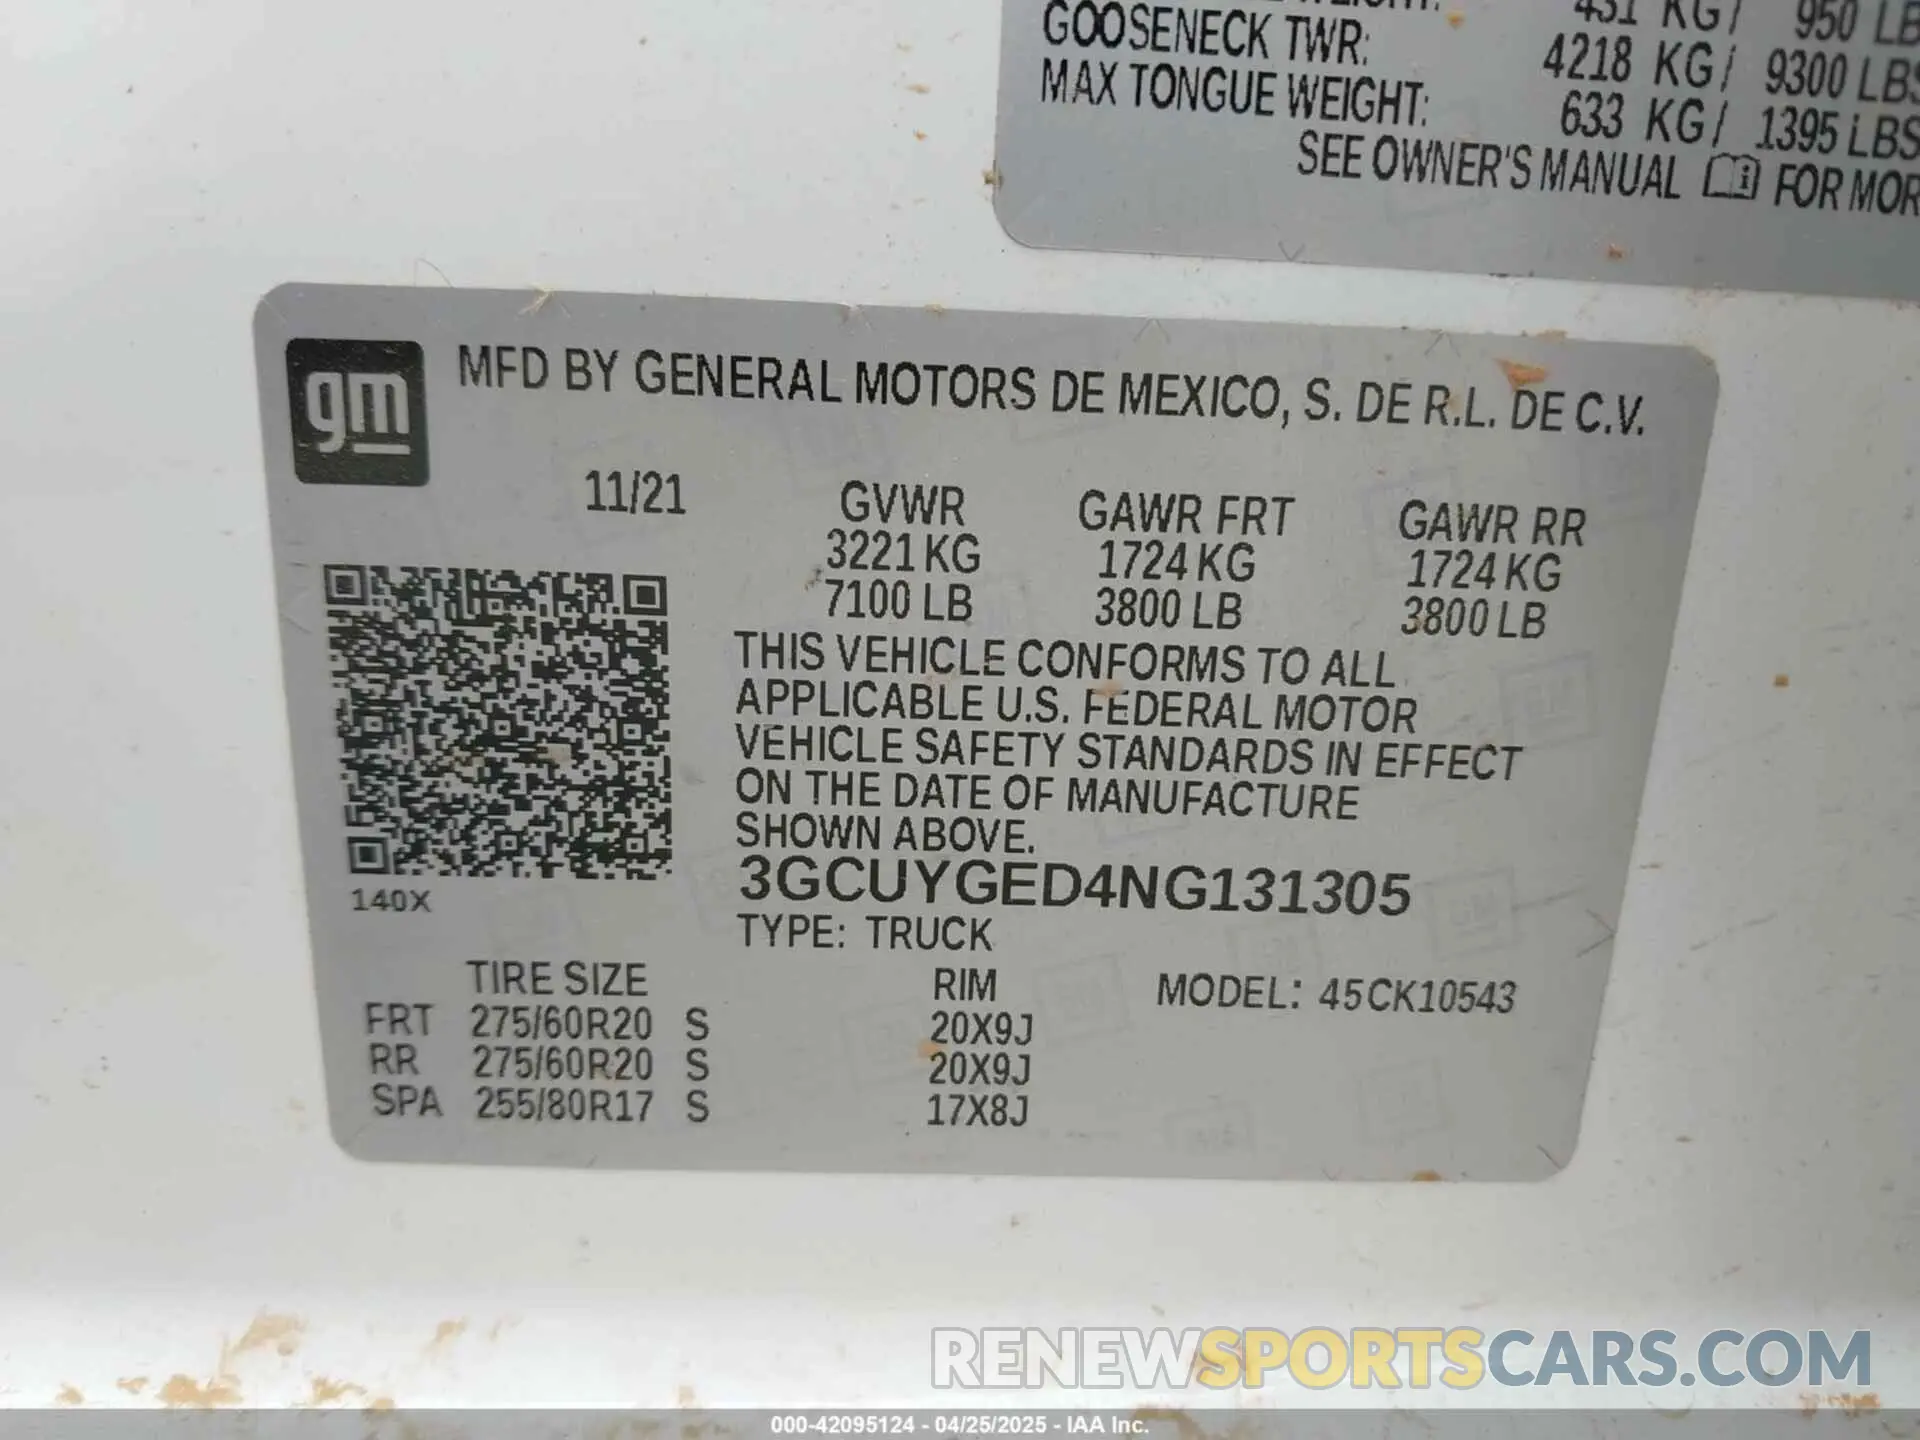 431 KG/ 950 LB
GOOSENECK TWR: 4218 KG/ 9300 LBS
MAX TONGUE WEIGHT: 633 KG/ 1395 LBS
SEE OWNER'S MANUAL FOR MOR
gm
MFD BY GENERAL MOTORS DE MEXICO, S. DE R.L. DE C.V.
11/21 GVWR GAWR FRT GAWR RR
3221 KG 1724 KG 1724 KG
7100 LB 3800 LB 3800 LB
THIS VEHICLE CONFORMS TO ALL
APPLICABLE U.S. FEDERAL MOTOR
VEHICLE SAFETY STANDARDS IN EFFECT
ON THE DATE OF MANUFACTURE
SHOWN ABOVE.
3GCUYGED4NG131305
140X
TYPE: TRUCK
TIRE SIZE RIM MODEL: 45CK10543
FRT 275/60R20 S 20X9J
RR 275/60R20 S 20X9J
SPA 255/80R17 S 17X8J
RENEWSPORTSCARS.COM
000-42095124 - 04/25/2025 - IAA Inc.